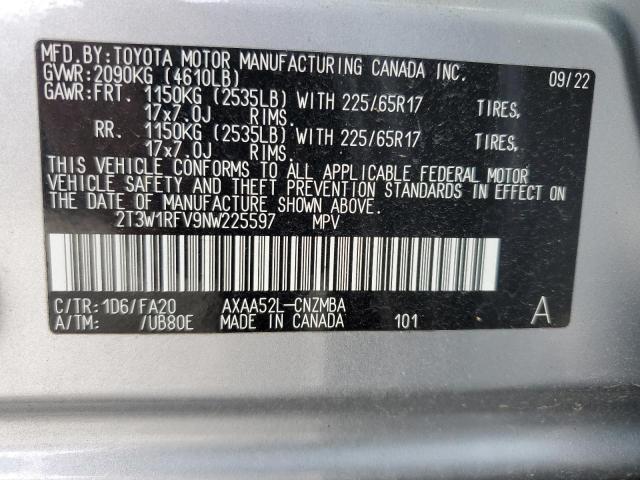 MFD.BY:TOYOTA MOTOR MANUFACTURING CANADA INC. 09/22
GVWR:2090KG (4610LB)
GAWR:FRT. 1150KG (2535LB) WITH 225/65R17 TIRES,
17x7.0J RIMS.
RR. 1150KG (2535LB) WITH 225/65R17 TIRES,
17x7.0J RIMS.
THIS VEHICLE CONFORMS TO ALL APPLICABLE FEDERAL MOTOR
VEHICLE SAFETY AND THEFT PREVENTION STANDARDS IN EFFECT ON
THE DATE OF MANUFACTURE SHOWN ABOVE.
2T3W1RFV9NW225597 MPV
C/TR:1D6/FA20 AXAA52L-CNZMBA
A/TM: /UB80E MADE IN CANADA 101 A